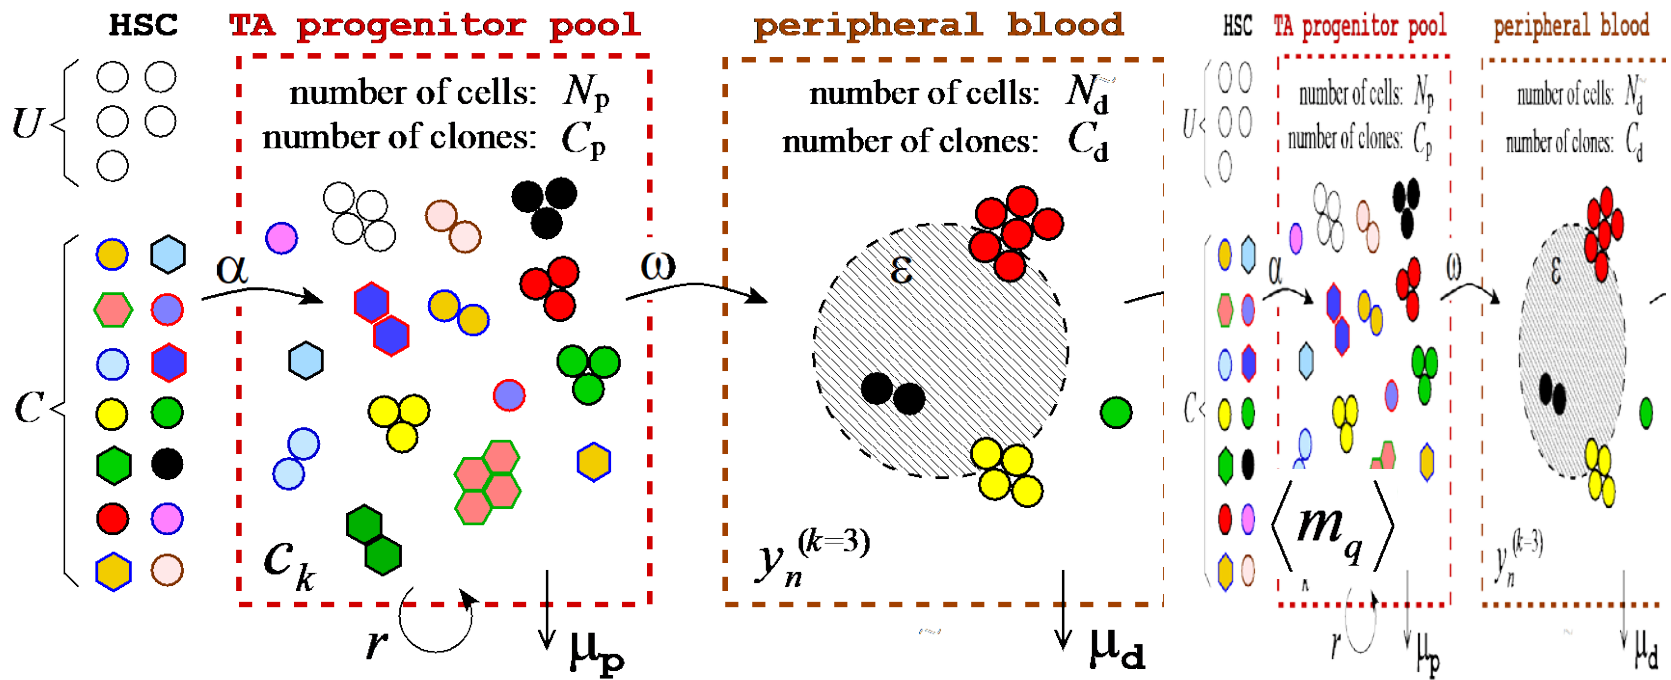 HSC TA progenitor pool peripheral blood
number of cells: Np
number of clones: Cp
number of cells: Nd
number of clones: Cd
U
C
α
ω
ε
ck
yn(k=3)
r
μp
μd
HSC TA progenitor pool peripheral blood
number of cells: Np
number of clones: Cp
number of cells: Nd
number of clones: Cd
U
C
α
ω
ε
⟨mq⟩
yn(k=3)
r
μp
μd